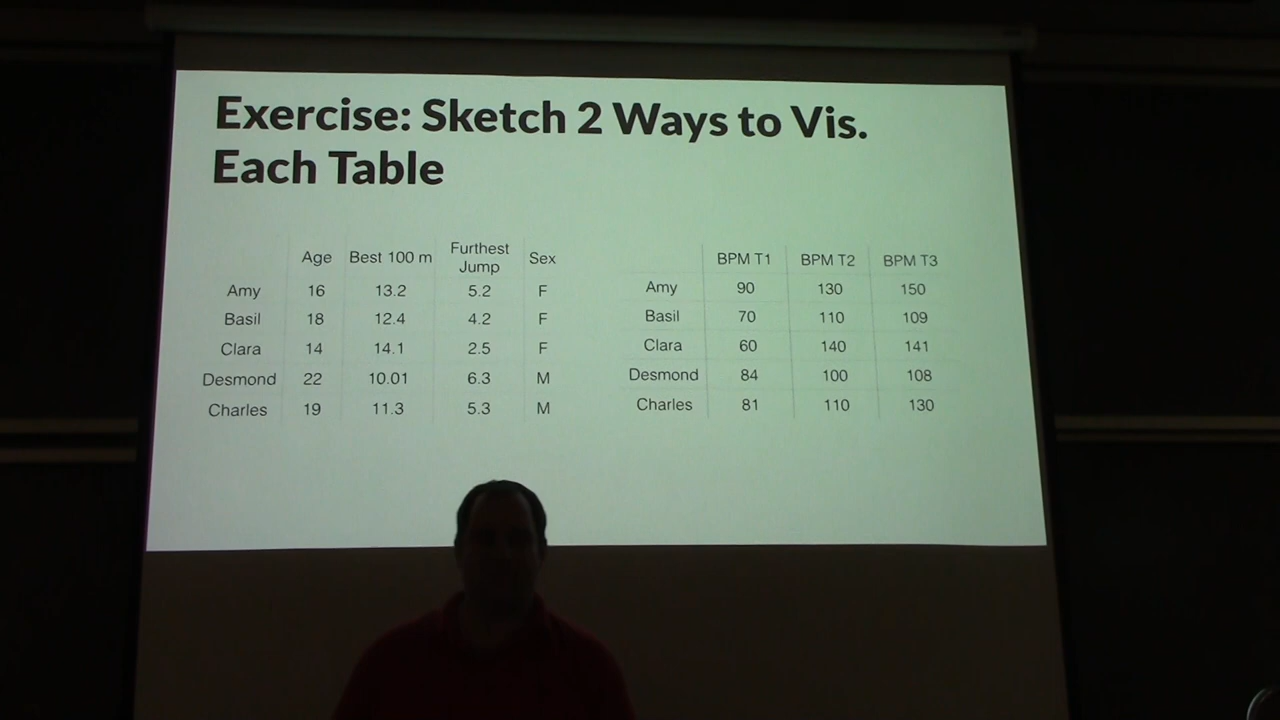 Exercise: Sketch 2 Ways to Vis.
Each Table
Age Best 100 m Furthest Jump Sex
Amy 16 13.2 5.2 F
Basil 18 12.4 4.2 F
Clara 14 14.1 2.5 F
Desmond 22 10.01 6.3 M
Charles 19 11.3 5.3 M
BPM T1 BPM T2 BPM T3
Amy 90 130 150
Basil 70 110 109
Clara 60 140 141
Desmond 84 100 108
Charles 81 110 130